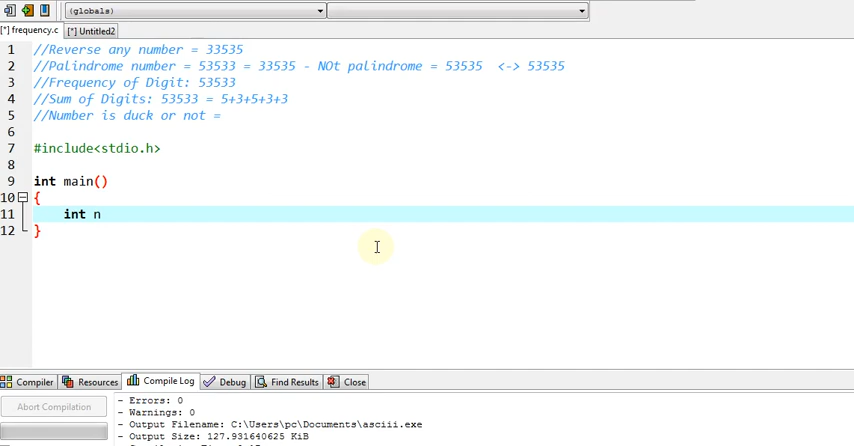 (globals)
[*] frequency.c [*] Untitled2
1 //Reverse any number = 33535
2 //Palindrome number = 53533 = 33535 - NOt palindrome = 53535 <-> 53535
3 //Frequency of Digit: 53533
4 //Sum of Digits: 53533 = 5+3+5+3+3
5 //Number is duck or not =
6
7 #include<stdio.h>
8
9 int main()
10 {
11 int n
12 }
Compiler Resources Compile Log Debug Find Results Close
Abort Compilation
- Errors: 0
- Warnings: 0
- Output Filename: C:\Users\pc\Documents\asciii.exe
- Output Size: 127.931640625 KiB